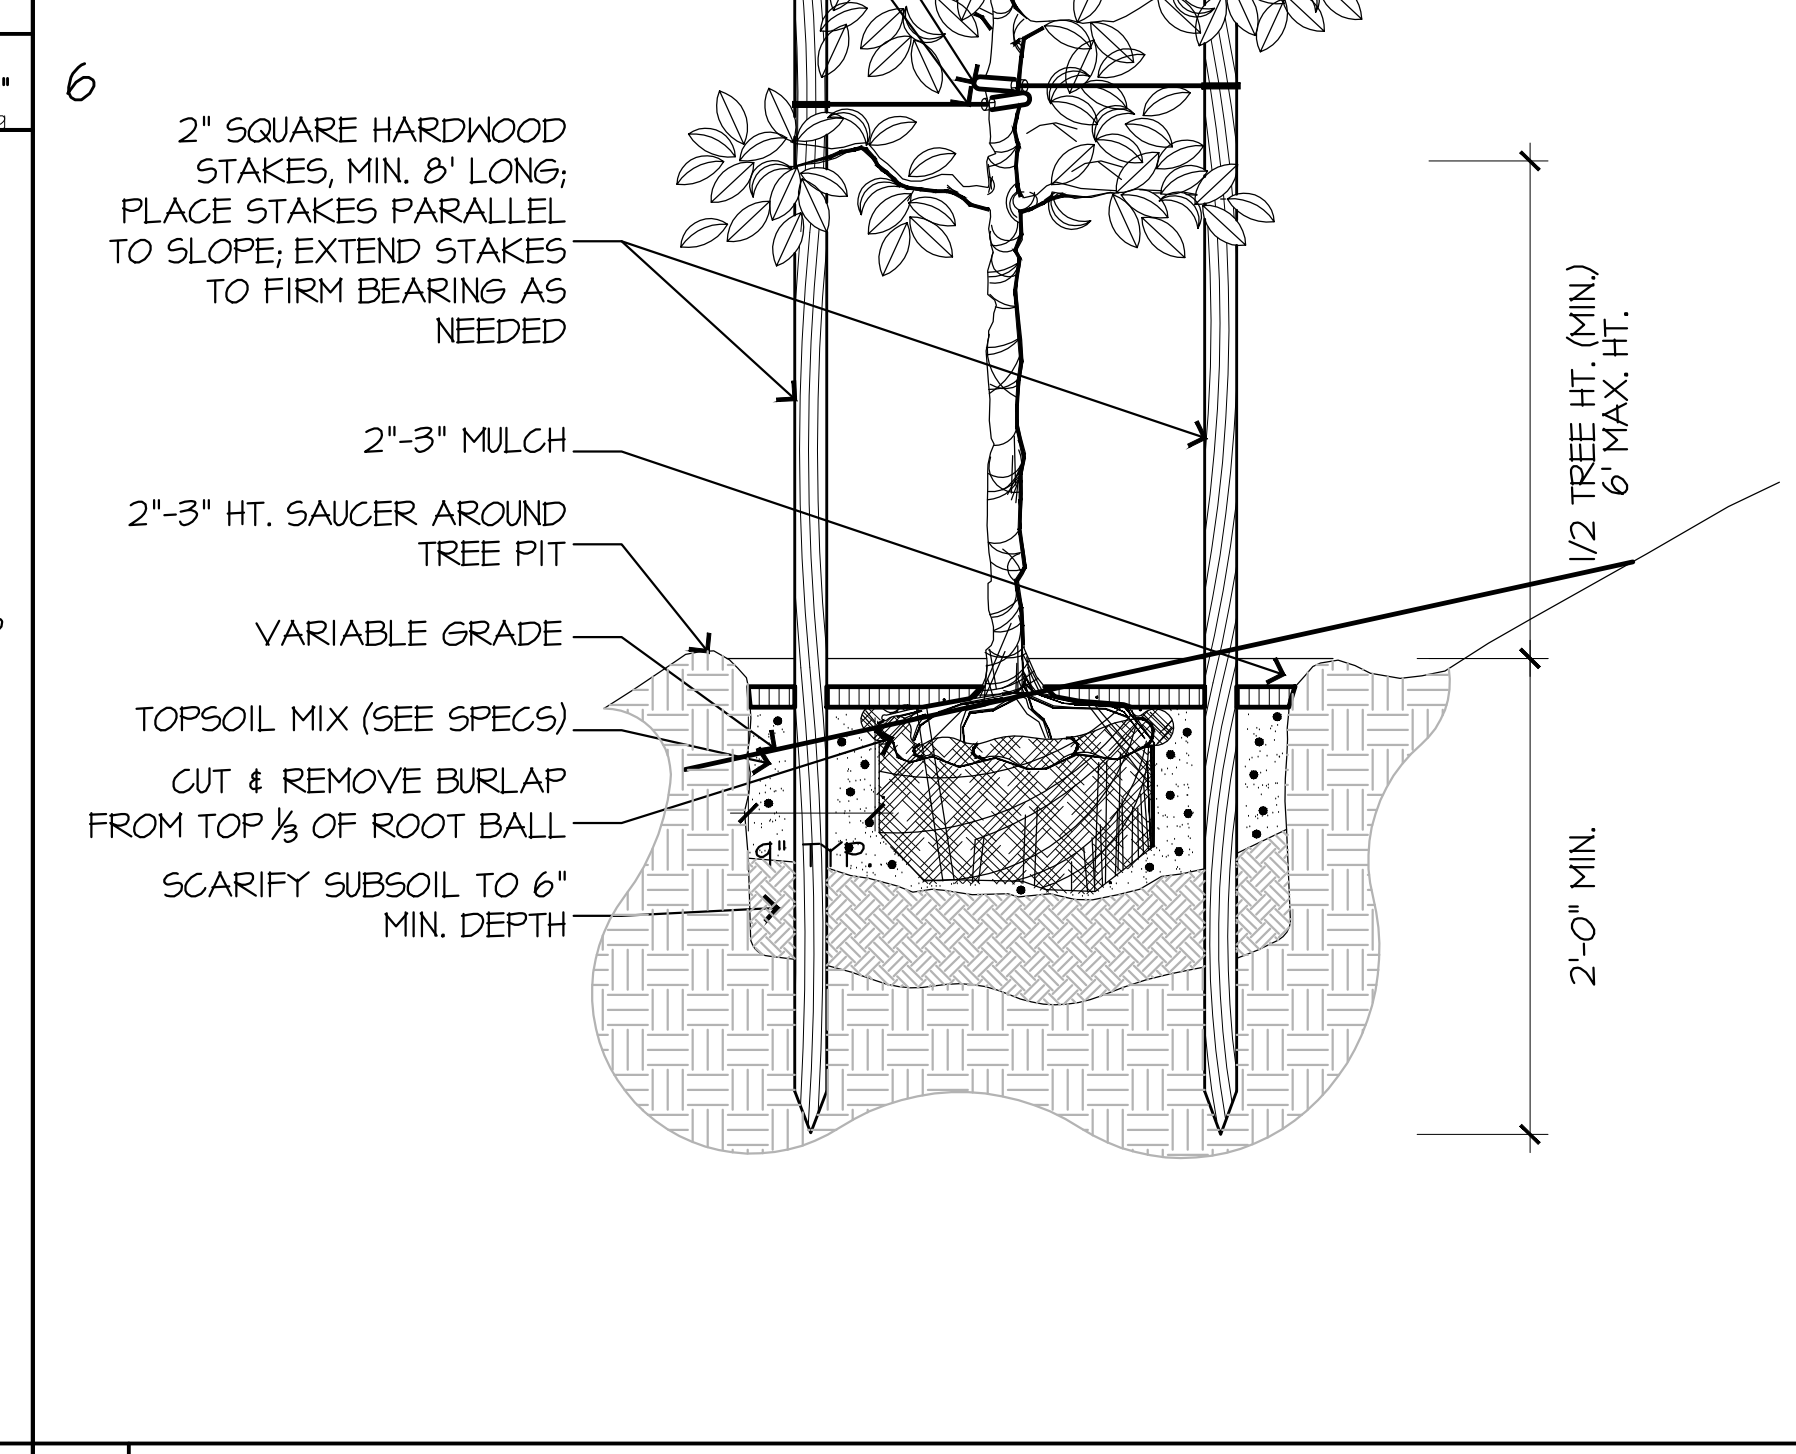 6
2" SQUARE HARDWOOD
STAKES, MIN. 8' LONG;
PLACE STAKES PARALLEL
TO SLOPE; EXTEND STAKES
TO FIRM BEARING AS
NEEDED
2"-3" MULCH
2"-3" HT. SAUCER AROUND
TREE PIT
VARIABLE GRADE
TOPSOIL MIX (SEE SPECS)
CUT & REMOVE BURLAP
FROM TOP ⅓ OF ROOT BALL
SCARIFY SUBSOIL TO 6"
MIN. DEPTH
9" TYP.
1/2 TREE HT. (MIN.)
6' MAX. HT.
2'-0" MIN.